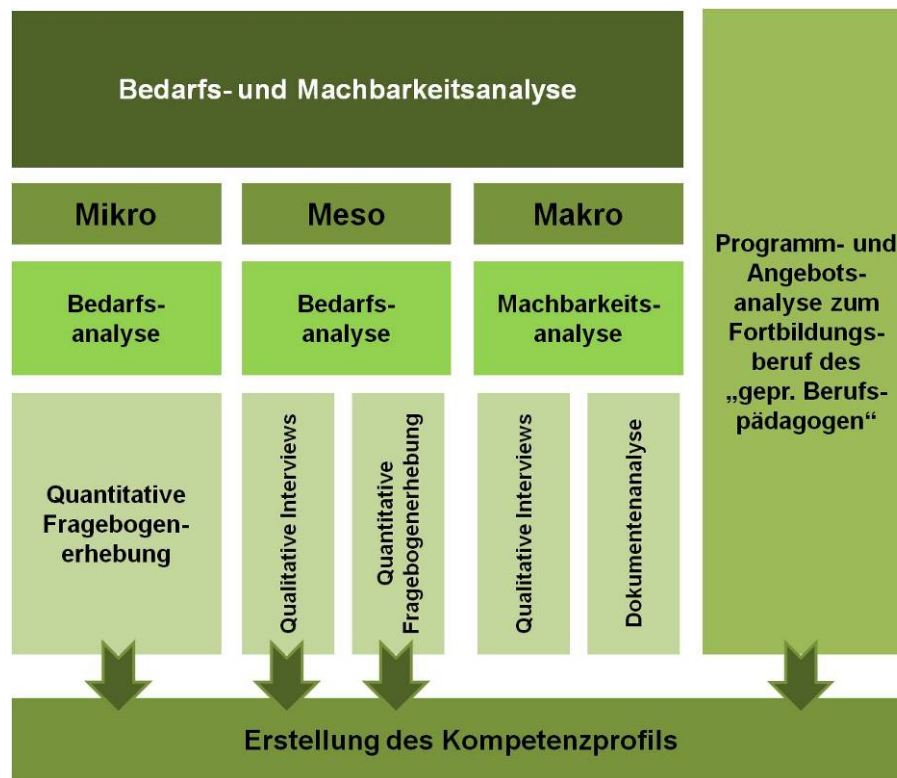 Bedarfs- und Machbarkeitsanalyse
Mikro
Meso
Makro
Bedarfs-
analyse
Bedarfs-
analyse
Machbarkeits-
analyse
Quantitative
Fragebogen-
erhebung
Qualitative Interviews
Quantitative
Fragebogenerhebung
Qualitative Interviews
Dokumentenanalyse
Programm- und
Angebots-
analyse zum
Fortbildungs-
beruf des
„gepr. Berufs-
pädagogen“
Erstellung des Kompetenzprofils